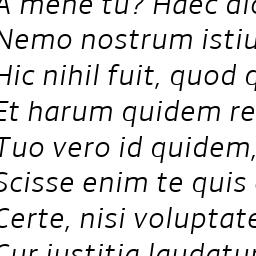 A mene tu? Haec dic
Nemo nostrum istiu
Hic nihil fuit, quod q
Et harum quidem re
Tuo vero id quidem,
Scisse enim te quis
Certe, nisi voluptate
Cur iustitia laudatur